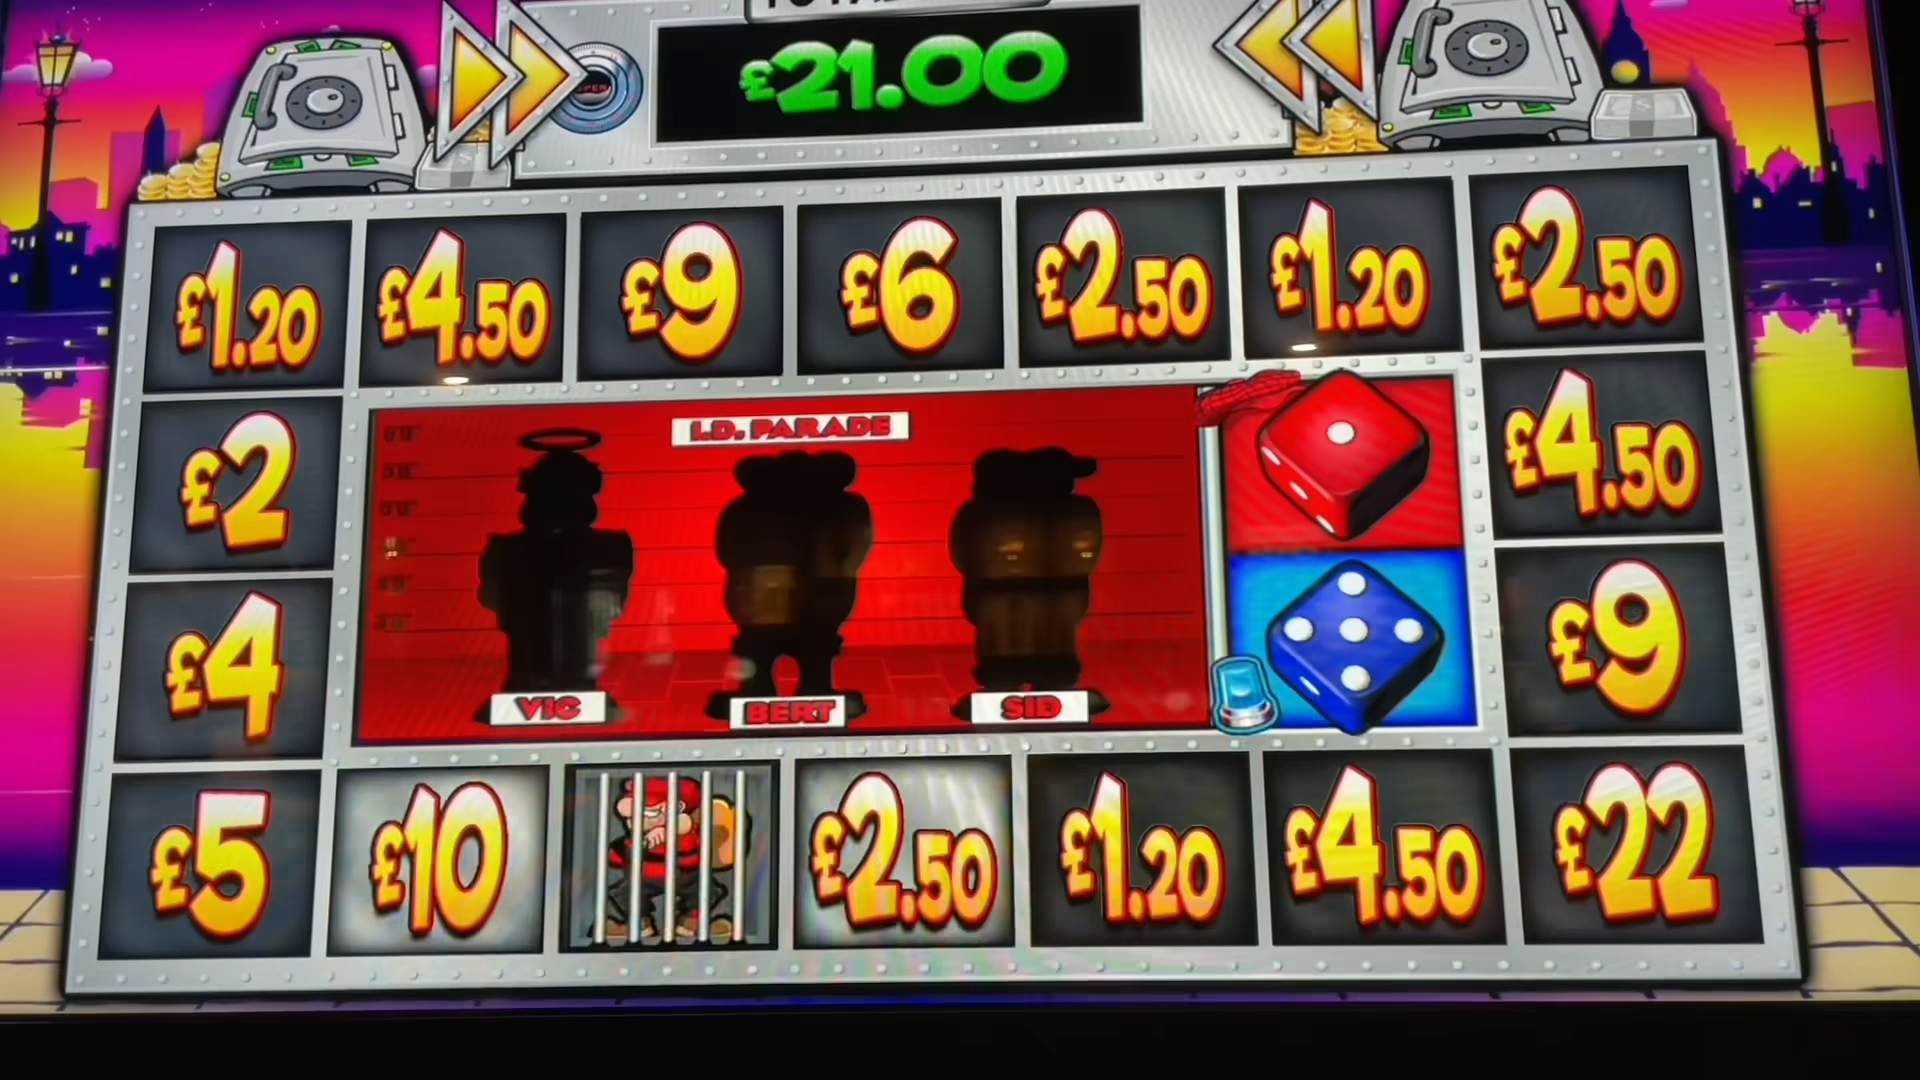 £21.00
£1.20 £4.50 £9 £6 £2.50 £1.20 £2.50
£2
I.D. PARADE
£4.50
£4
£9
VIC BERT SID
£5 £10 £2.50 £1.20 £4.50 £22